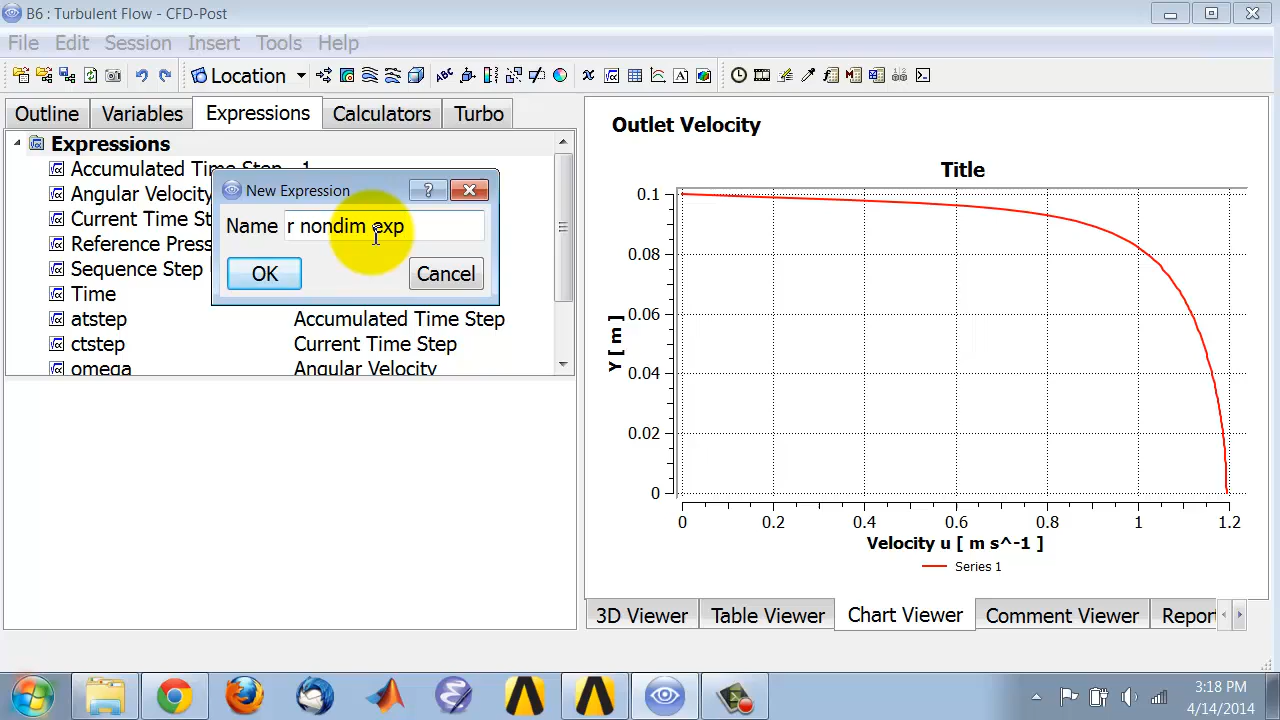 B6 : Turbulent Flow - CFD-Post
File Edit Session Insert Tools Help
Location
Outline Variables Expressions Calculators Turbo
Expressions
Accumulated Time Step -1
Angular Velocity
Current Time St
Reference Press
Sequence Step
Time
atstep Accumulated Time Step
ctstep Current Time Step
omega Angular Velocity
New Expression
Name r nondim exp
OK Cancel
Outlet Velocity
Title
0.1
0.08
0.06
0.04
0.02
0
Y [ m ]
0 0.2 0.4 0.6 0.8 1 1.2
Velocity u [ m s^-1 ]
Series 1
3D Viewer Table Viewer Chart Viewer Comment Viewer Report
3:18 PM
4/14/2014